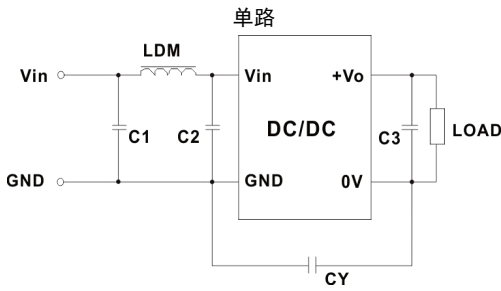 单路
LDM
Vin
Vin
+Vo
C1
C2
DC/DC
C3
LOAD
GND
GND
0V
CY